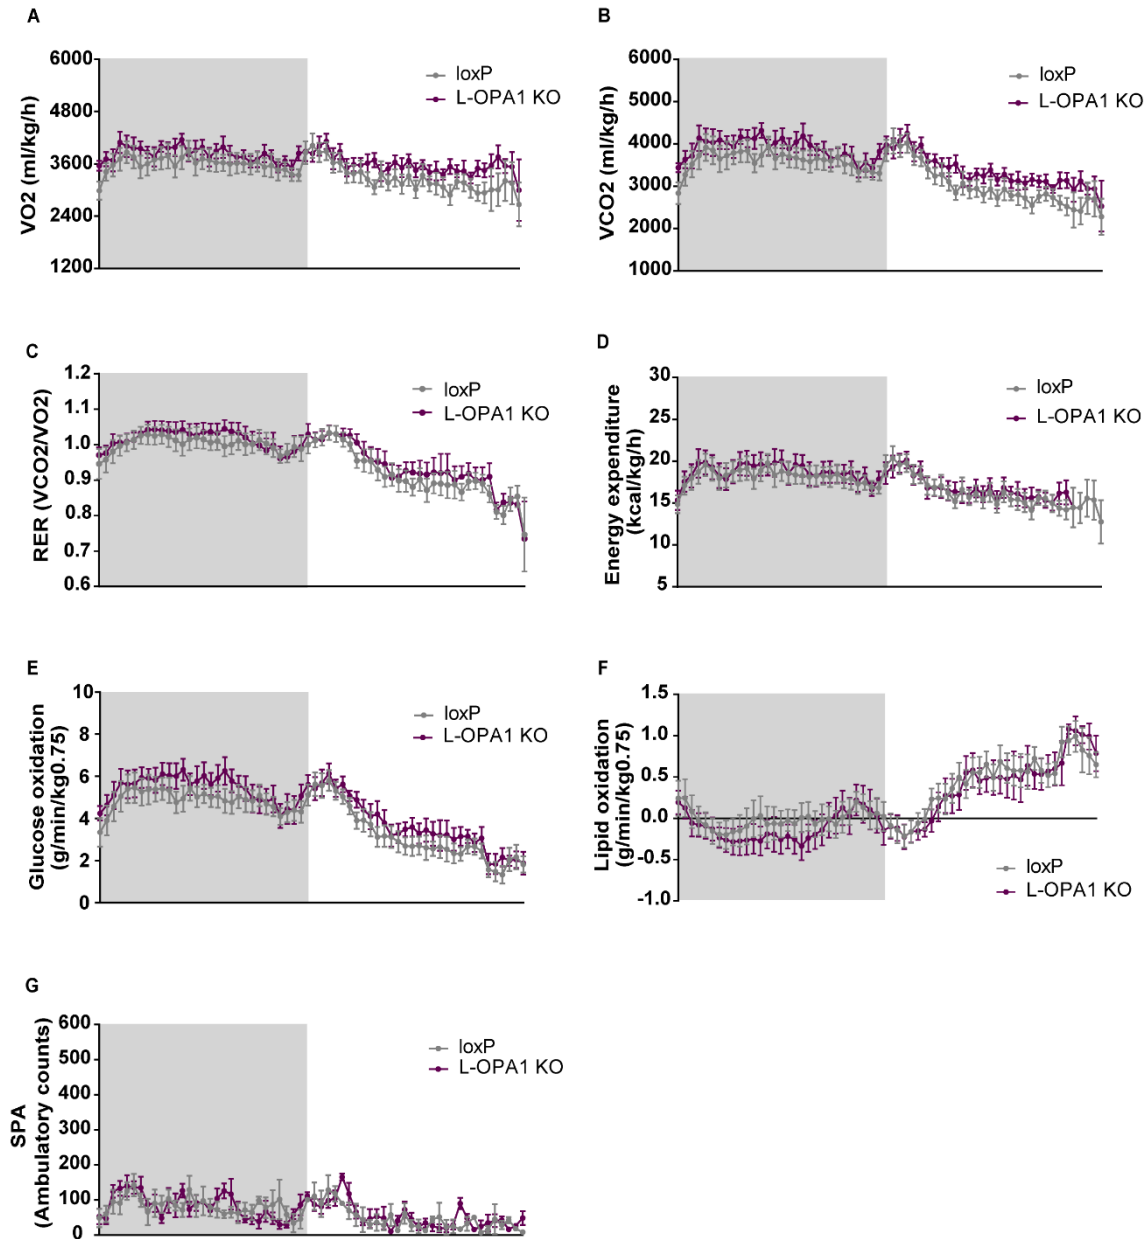 A
VO2 (ml/kg/h)
6000
4800
3600
2400
1200
loxP
L-OPA1 KO
B
VCO2 (ml/kg/h)
6000
5000
4000
3000
2000
1000
loxP
L-OPA1 KO
C
RER (VCO2/VO2)
1.2
1.1
1.0
0.9
0.8
0.7
0.6
loxP
L-OPA1 KO
D
Energy expenditure
(kcal/kg/h)
30
25
20
15
10
5
loxP
L-OPA1 KO
E
Glucose oxidation
(g/min/kg0.75)
10
8
6
4
2
0
loxP
L-OPA1 KO
F
Lipid oxidation
(g/min/kg0.75)
1.5
1.0
0.5
0.0
-0.5
-1.0
loxP
L-OPA1 KO
G
SPA
(Ambulatory counts)
600
500
400
300
200
100
0
loxP
L-OPA1 KO